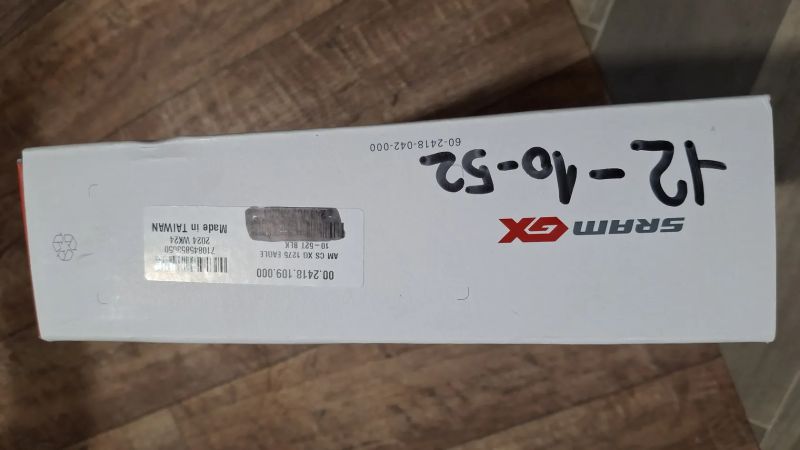 12-10-52
60-2418-042-000
SRAM GX
00.2418.109.000
AM CS XG 1275 EAGLE
10-52T BLK
2024 WK24
Made in TAIWAN